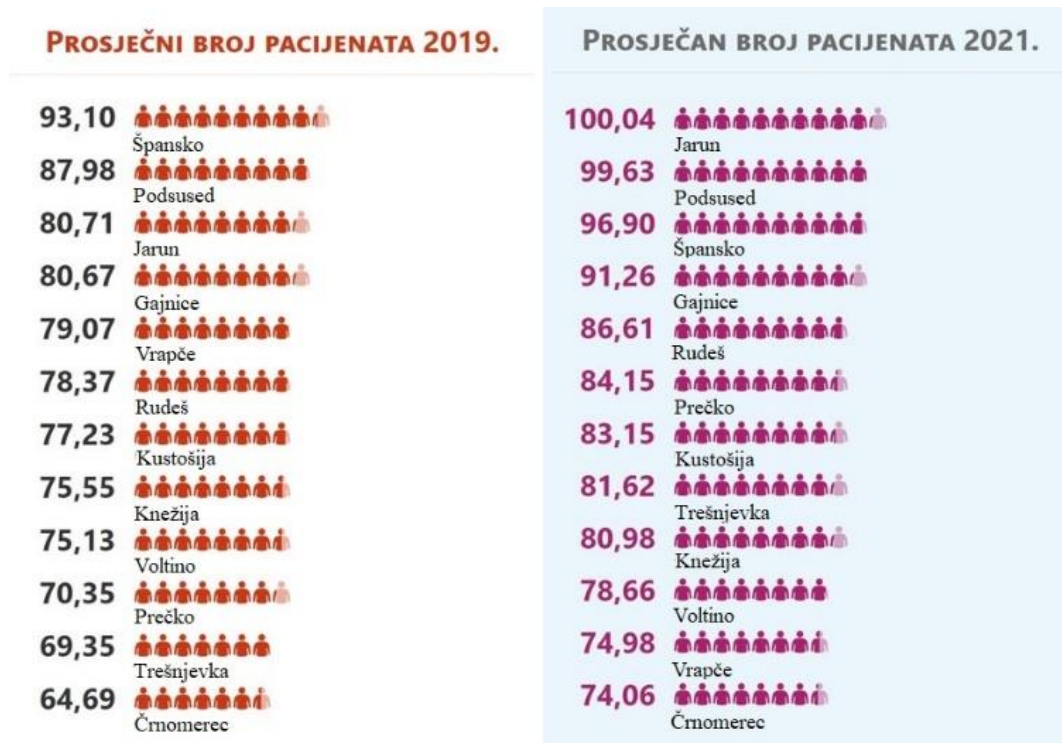 PROSJEČNI BROJ PACIJENATA 2019.
93,10
Špansko
87,98
Podsused
80,71
Jarun
80,67
Gajnice
79,07
Vrapče
78,37
Rudeš
77,23
Kustošija
75,55
Knežija
75,13
Voltino
70,35
Prečko
69,35
Trešnjevka
64,69
Črnomerec
PROSJEČAN BROJ PACIJENATA 2021.
100,04
Jarun
99,63
Podsused
96,90
Špansko
91,26
Gajnice
86,61
Rudeš
84,15
Prečko
83,15
Kustošija
81,62
Trešnjevka
80,98
Knežija
78,66
Voltino
74,98
Vrapče
74,06
Črnomerec